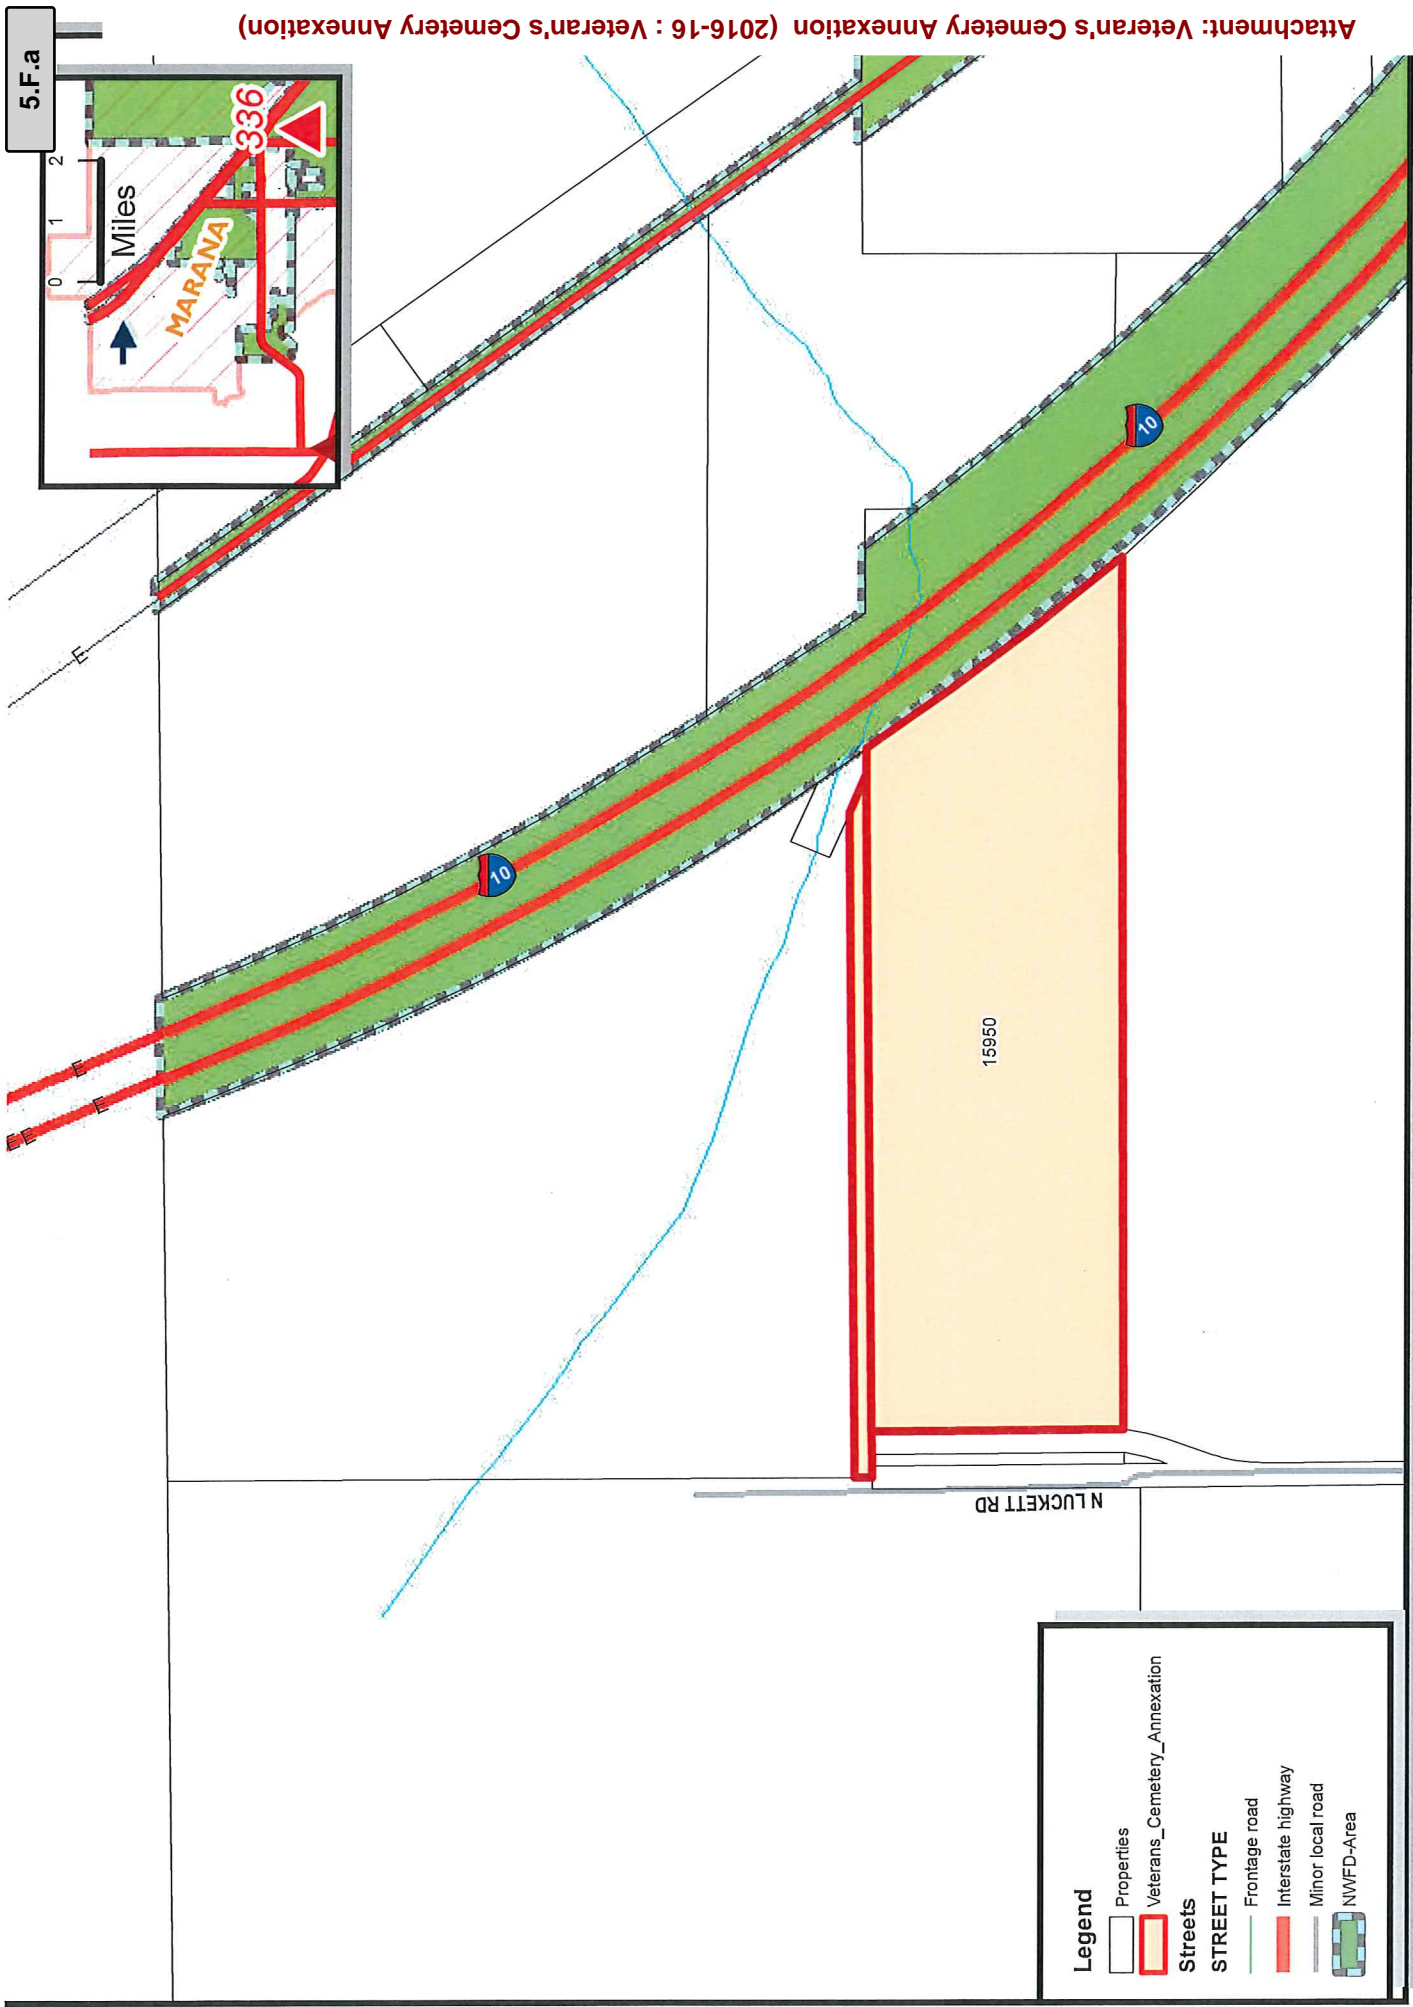 5.F.a
Attachment: Veteran's Cemetery Annexation (2016-16 : Veteran's Cemetery Annexation)
0 1 2
Miles
MARANA
336
E
E
E
EE
10
10
15950
N LUCKETT RD
Legend
Properties
Veterans_Cemetery_Annexation
Streets
STREET TYPE
Frontage road
Interstate highway
Minor local road
NWFD-Area